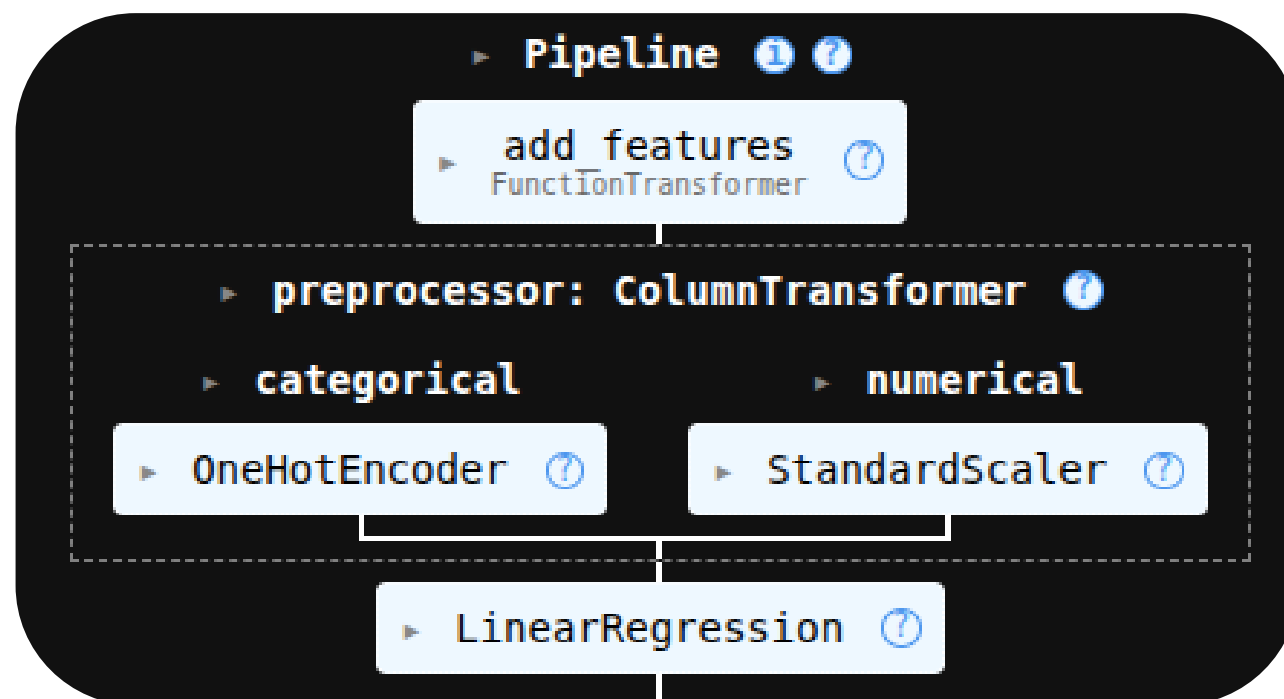 ▸ Pipeline i ?
▸ add_features ?
FunctionTransformer
▸ preprocessor: ColumnTransformer ?
▸ categorical
▸ numerical
▸ OneHotEncoder ?
▸ StandardScaler ?
▸ LinearRegression ?